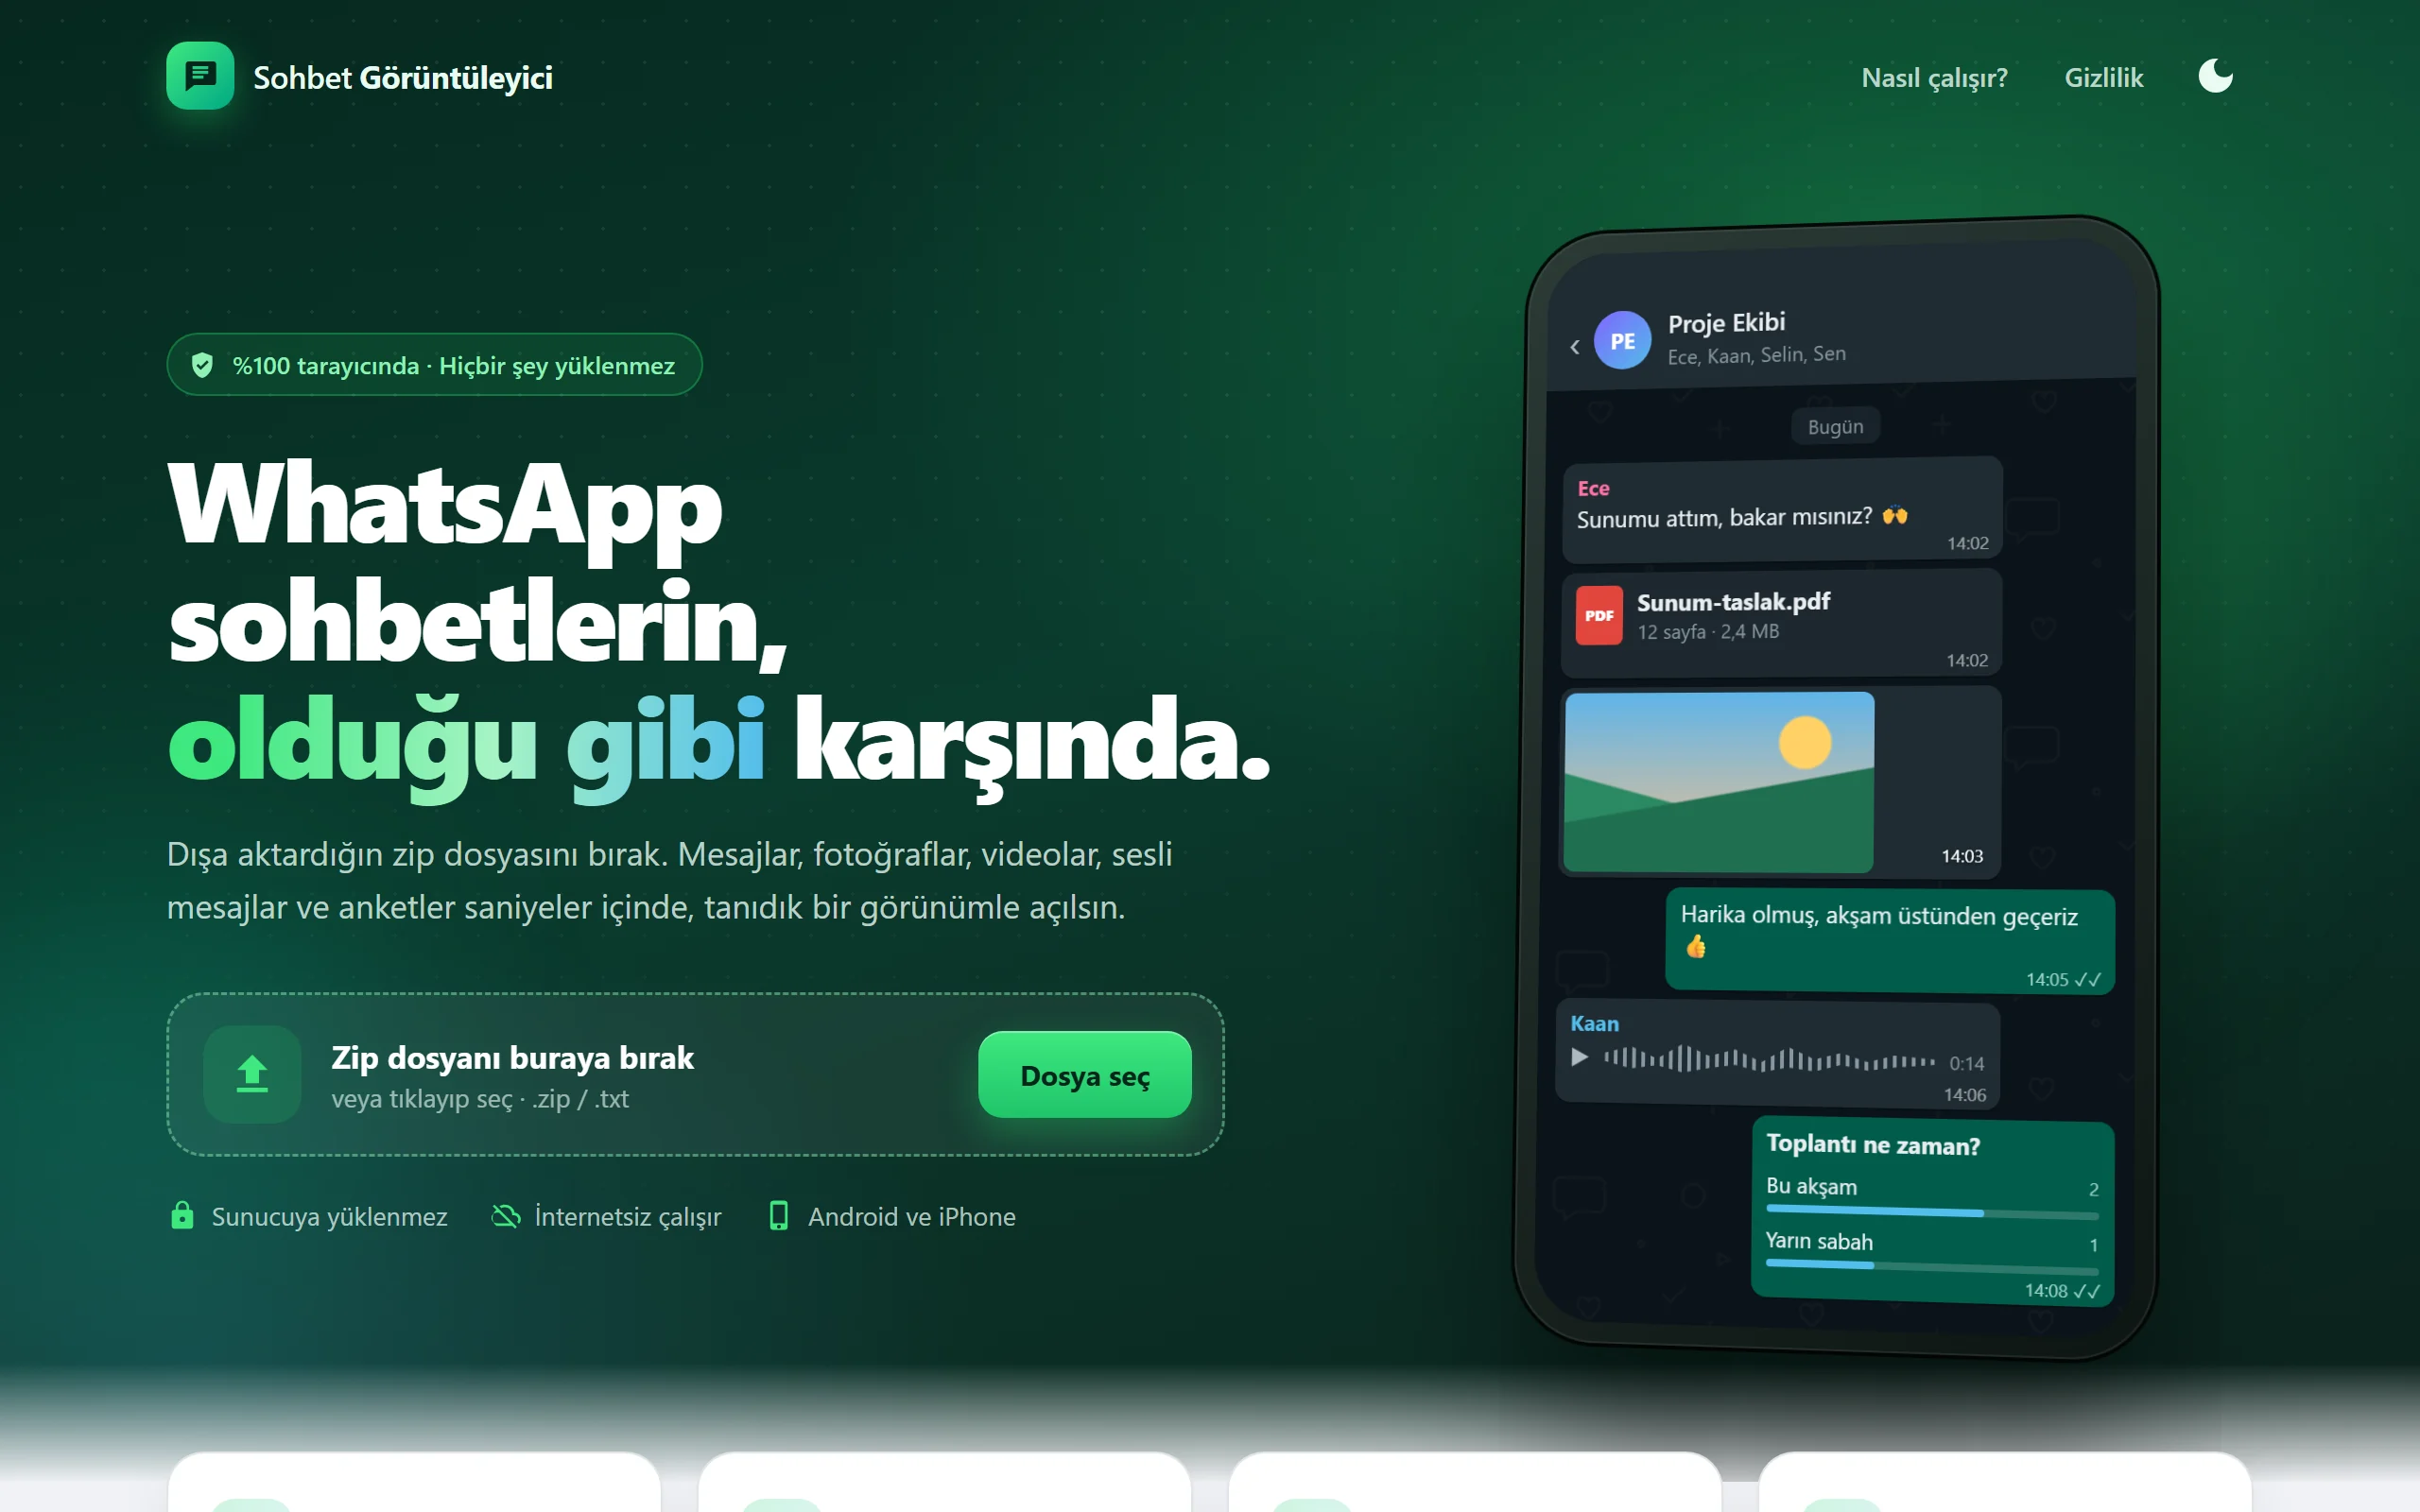 Sohbet Görüntüleyici
Nasıl çalışır?
Gizlilik
%100 tarayıcında · Hiçbir şey yüklenmez
WhatsApp
sohbetlerin,
olduğu gibi karşında.
Dışa aktardığın zip dosyasını bırak. Mesajlar, fotoğraflar, videolar, sesli
mesajlar ve anketler saniyeler içinde, tanıdık bir görünümle açılsın.
Zip dosyanı buraya bırak
veya tıklayıp seç · .zip / .txt
Dosya seç
Sunucuya yüklenmez
İnternetsiz çalışır
Android ve iPhone
PE
Proje Ekibi
Ece, Kaan, Selin, Sen
Bugün
Ece
Sunumu attım, bakar mısınız? 🙌
14:02
PDF
Sunum-taslak.pdf
12 sayfa · 2,4 MB
14:02
14:03
Harika olmuş, akşam üstünden geçeriz
👍
14:05 ✓✓
Kaan
0:14
14:06
Toplantı ne zaman?
Bu akşam 2
Yarın sabah 1
14:08 ✓✓